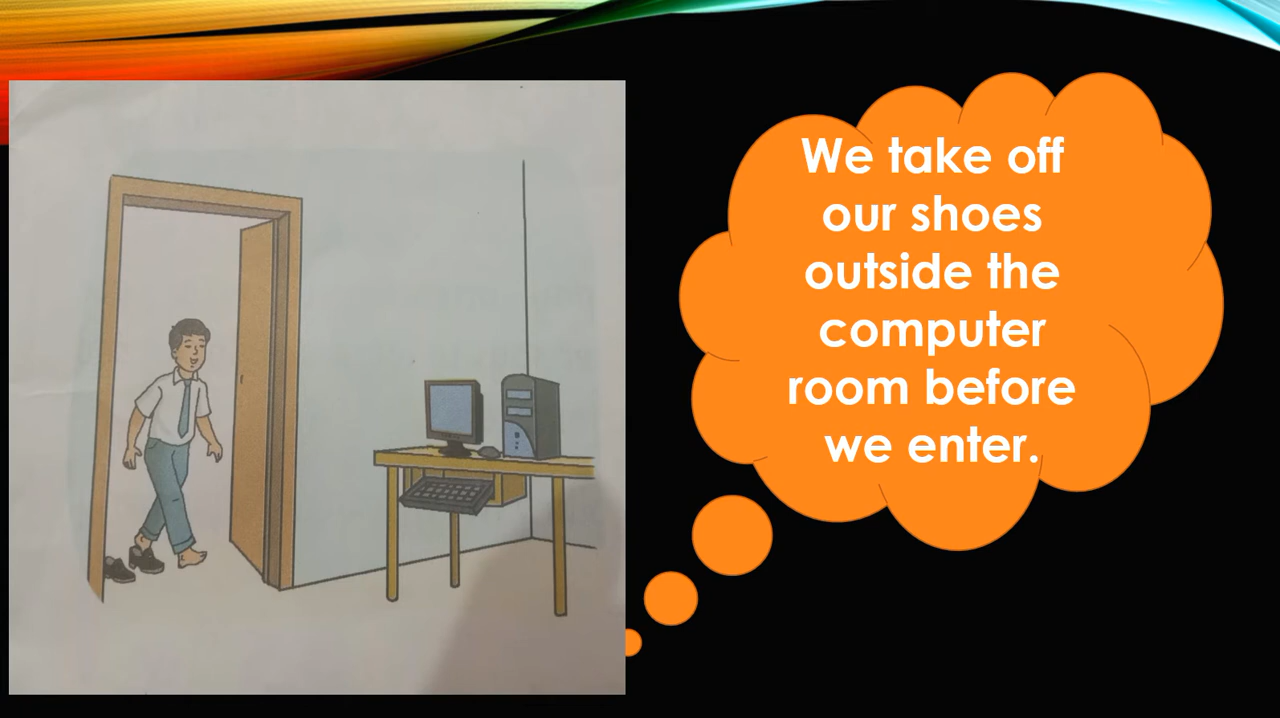 We take off
our shoes
outside the
computer
room before
we enter.